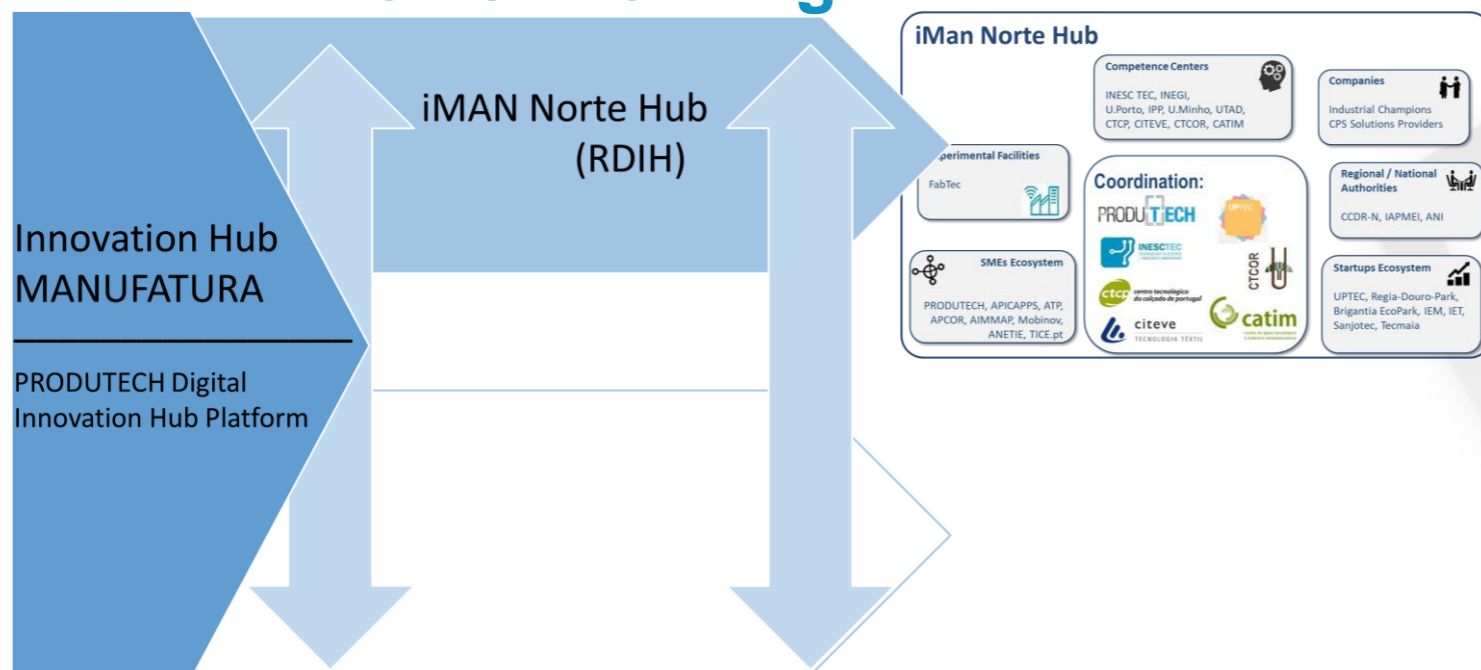 iMAN Norte Hub
(RDIH)
Innovation Hub
MANUFATURA
PRODUTECH Digital
Innovation Hub Platform
iMan Norte Hub
Competence Centers
INESC TEC, INEGI,
U.Porto, IPP, U.Minho, UTAD,
CTCP, CITEVE, CTCOR, CATIM
Companies
Industrial Champions
CPS Solutions Providers
perimental Facilities
FabTec
Coordination:
PRODUTECH
UPTEC
INESCTEC
CTCOR
ctcp centro tecnológico
do calçado de portugal
citeve
TECNOLOGIA TÊXTIL
catim
Regional / National
Authorities
CCDR-N, IAPMEI, ANI
SMEs Ecosystem
PRODUTECH, APICAPPS, ATP,
APCOR, AIMMAP, Mobinov,
ANETIE, TICE.pt
Startups Ecosystem
UPTEC, Regia-Douro-Park,
Brigantia EcoPark, IEM, IET,
Sanjotec, Tecmaia